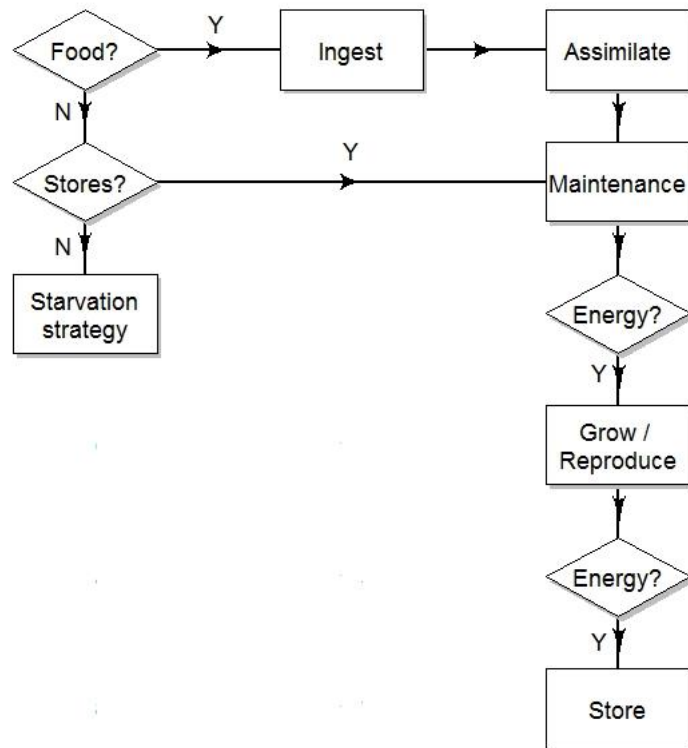 Y
Food?
Ingest
Assimilate
N
Y
Stores?
Maintenance
N
Starvation
strategy
Energy?
Y
Grow /
Reproduce
Energy?
Y
Store